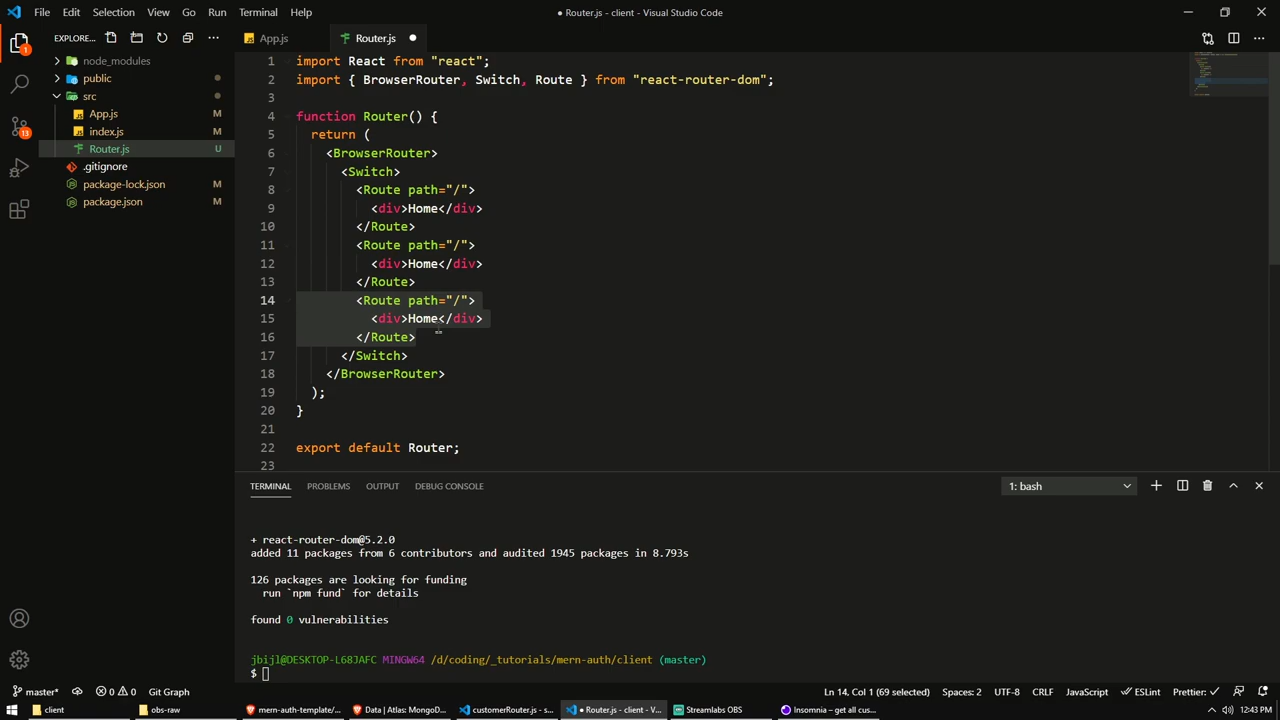 File Edit Selection View Go Run Terminal Help
● Router.js - client - Visual Studio Code
EXPLORE...
App.js
Router.js
node_modules
public
src
App.js M
index.js M
Router.js U
.gitignore
package-lock.json M
package.json M
1
13
1 import React from "react";
2 import { BrowserRouter, Switch, Route } from "react-router-dom";
3
4 function Router() {
5 return (
6 <BrowserRouter>
7 <Switch>
8 <Route path="/">
9 <div>Home</div>
10 </Route>
11 <Route path="/">
12 <div>Home</div>
13 </Route>
14 <Route path="/">
15 <div>Home</div>
16 </Route>
17 </Switch>
18 </BrowserRouter>
19 );
20 }
21
22 export default Router;
23
TERMINAL PROBLEMS OUTPUT DEBUG CONSOLE
1: bash
+ react-router-dom@5.2.0
added 11 packages from 6 contributors and audited 1945 packages in 8.793s
126 packages are looking for funding
run `npm fund` for details
found 0 vulnerabilities
jbijl@DESKTOP-L68JAFC MINGW64 /d/coding/_tutorials/mern-auth/client (master)
$
master* 0 0 Git Graph
Ln 14, Col 1 (69 selected) Spaces: 2 UTF-8 CRLF JavaScript ESLint Prettier: ✓
client
obs-raw
mern-auth-template/...
Data | Atlas: MongoD...
customerRouter.js - s...
● Router.js - client - V...
Streamlabs OBS
Insomnia – get all cus...
12:43 PM